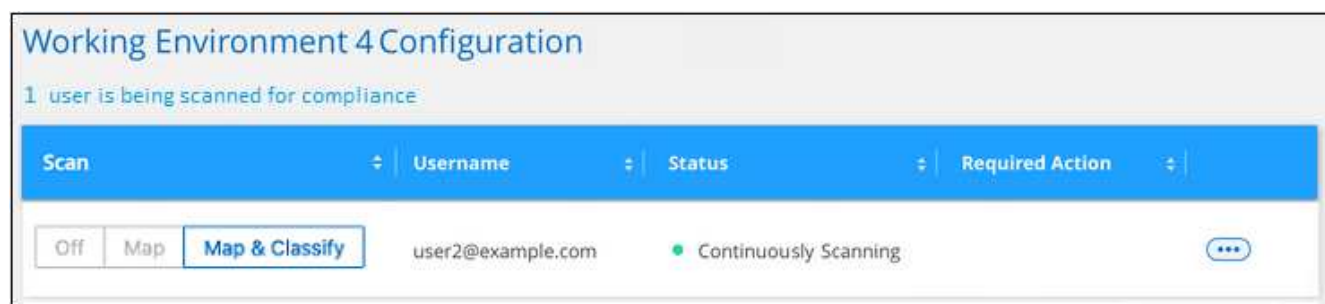 Working Environment 4 Configuration
1 user is being scanned for compliance
Scan Username Status Required Action
Off Map Map & Classify user2@example.com Continuously Scanning